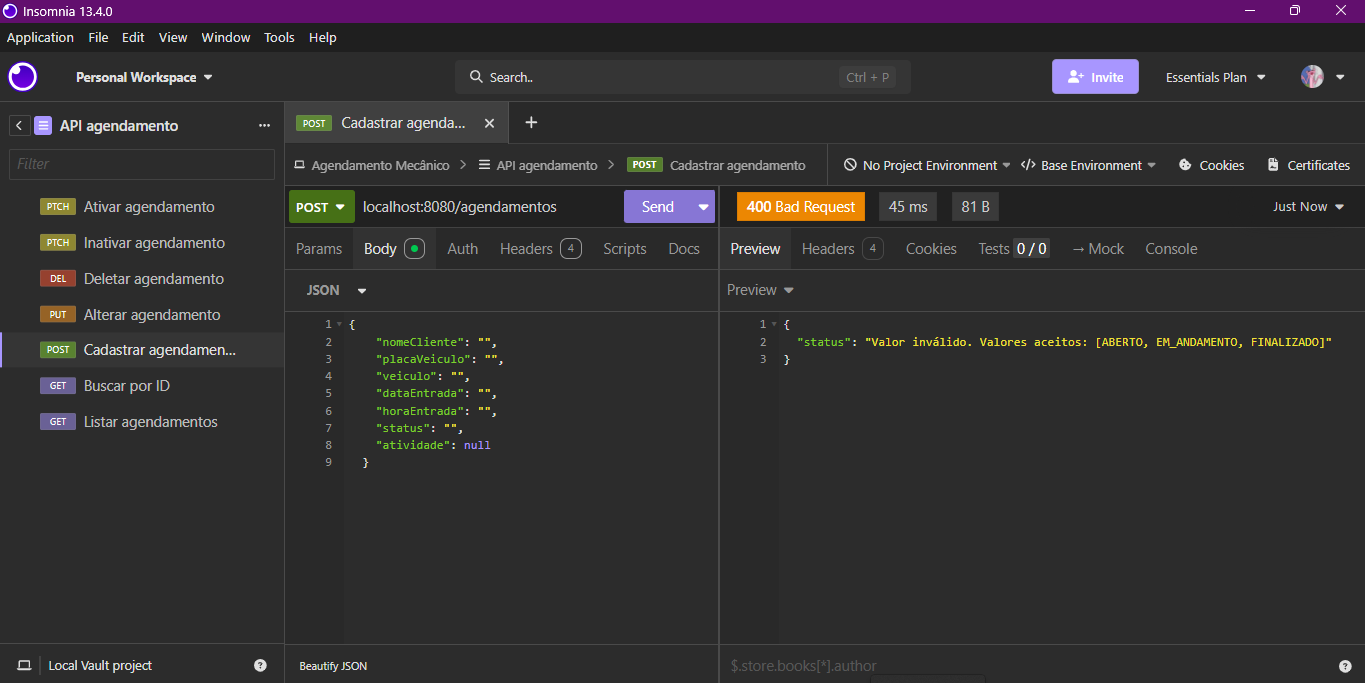 Insomnia 13.4.0
Application File Edit View Window Tools Help
Personal Workspace
Search..
Ctrl + P
Invite
Essentials Plan
API agendamento
Filter
PTCH Ativar agendamento
PTCH Inativar agendamento
DEL Deletar agendamento
PUT Alterar agendamento
POST Cadastrar agendamen...
GET Buscar por ID
GET Listar agendamentos
Local Vault project
POST Cadastrar agenda...
Agendamento Mecânico > API agendamento > POST Cadastrar agendamento
No Project Environment </> Base Environment Cookies Certificates
POST localhost:8080/agendamentos Send
Params Body Auth Headers 4 Scripts Docs
JSON
1 {
2 "nomeCliente": "",
3 "placaVeiculo": "",
4 "veiculo": "",
5 "dataEntrada": "",
6 "horaEntrada": "",
7 "status": "",
8 "atividade": null
9 }
Beautify JSON
400 Bad Request 45 ms 81 B Just Now
Preview Headers 4 Cookies Tests 0 / 0 → Mock Console
Preview
1 {
2 "status": "Valor inválido. Valores aceitos: [ABERTO, EM_ANDAMENTO, FINALIZADO]"
3 }
$.store.books[*].author